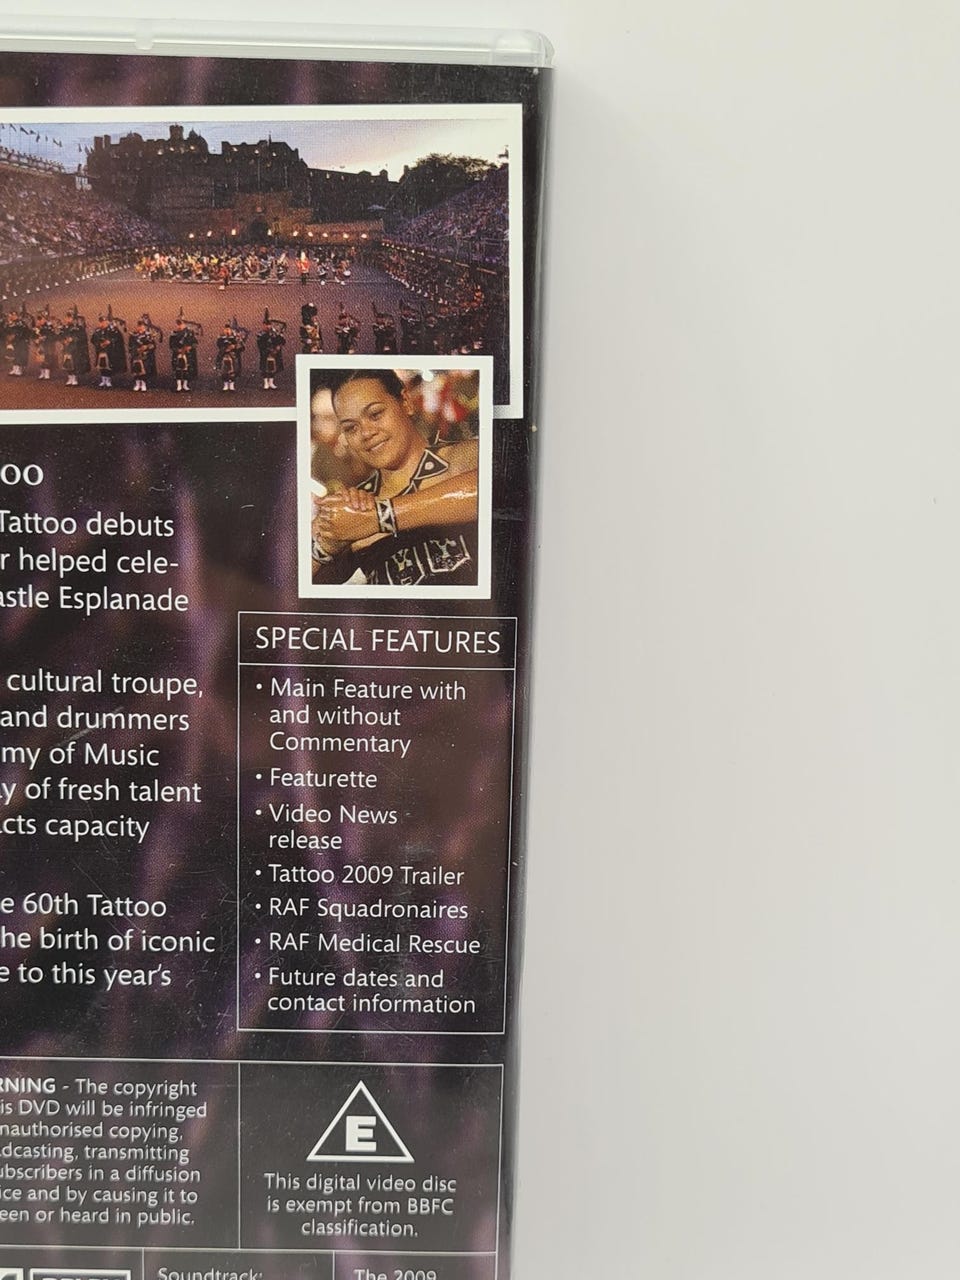 OO
Tattoo debuts
r helped cele-
astle Esplanade
cultural troupe,
and drummers
my of Music
y of fresh talent
cts capacity
e 60th Tattoo
he birth of iconic
e to this year's
SPECIAL FEATURES
• Main Feature with
and without
Commentary
• Featurette
• Video News
release
• Tattoo 2009 Trailer
• RAF Squadronaires
• RAF Medical Rescue
• Future dates and
contact information
RNING - The copyright
is DVD will be infringed
nauthorised copying,
dcasting, transmitting
ubscribers in a diffusion
ice and by causing it to
een or heard in public.
E
This digital video disc
is exempt from BBFC
classification.
Soundtrack:
The 2009